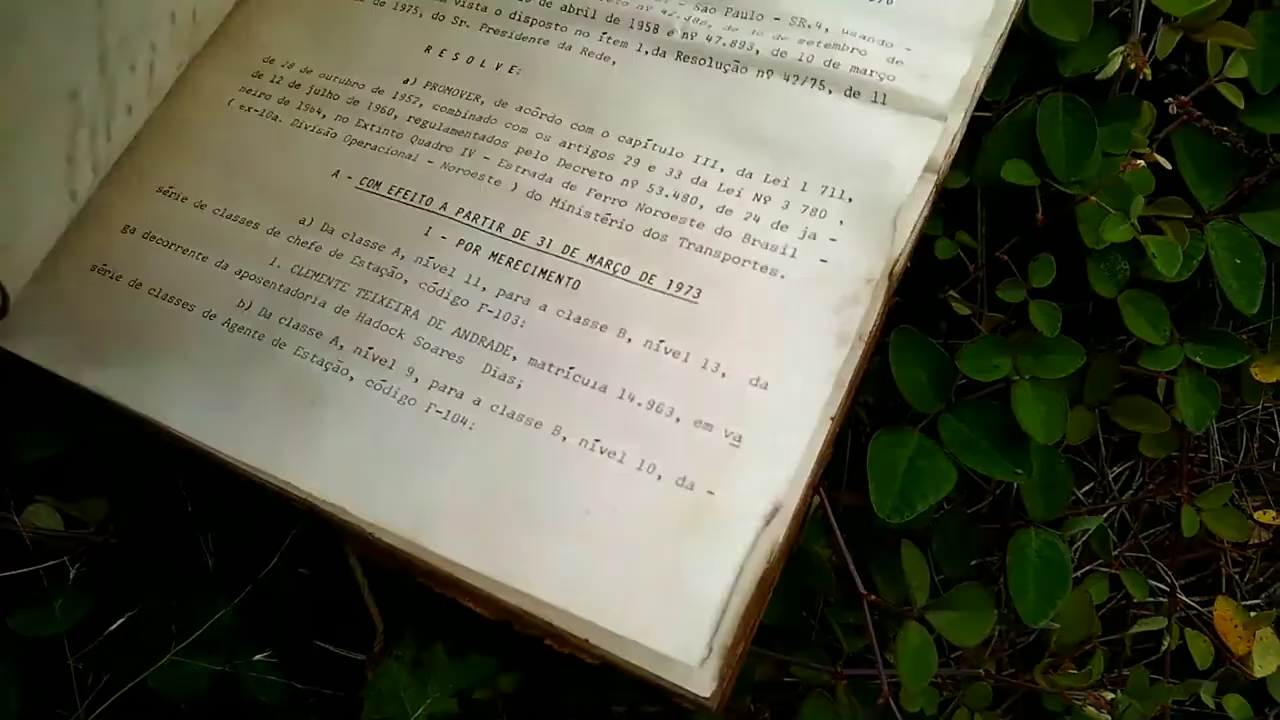 São Paulo - SR.4, usando -
de abril de 1958 e nº 47.893, de 10 de março
vista o disposto no ítem 1,da Resolução nº 42/75, de 11
de 1975, do Sr. Presidente da Rede,
R E S O L V E:
a) PROMOVER, de acôrdo com o capítulo III, da Lei 1 711,
de 28 de outubro de 1952, combinado com os artigos 29 e 33 da Lei Nº 3 780 ,
de 12 de julho de 1960, regulamentados pelo Decreto nº 53.480, de 24 de ja -
neiro de 1964, no Extinto Quadro IV - Estrada de Ferro Noroeste do Brasil -
( ex-10a. Divisão Operacional - Noroeste ) do Ministério dos Transportes.
A - COM EFEITO A PARTIR DE 31 DE MARÇO DE 1973
I - POR MERECIMENTO
a) Da classe A, nível 11, para a classe B, nível 13, da
série de classes de chefe de Estação, código F-103:
1. CLEMENTE TEIXEIRA DE ANDRADE, matrícula 14.963, em va
ga decorrente da aposentadoria de Hadock Soares Dias;
b) Da classe A, nível 9, para a classe B, nível 10, da -
série de classes de Agente de Estação, código F-104: